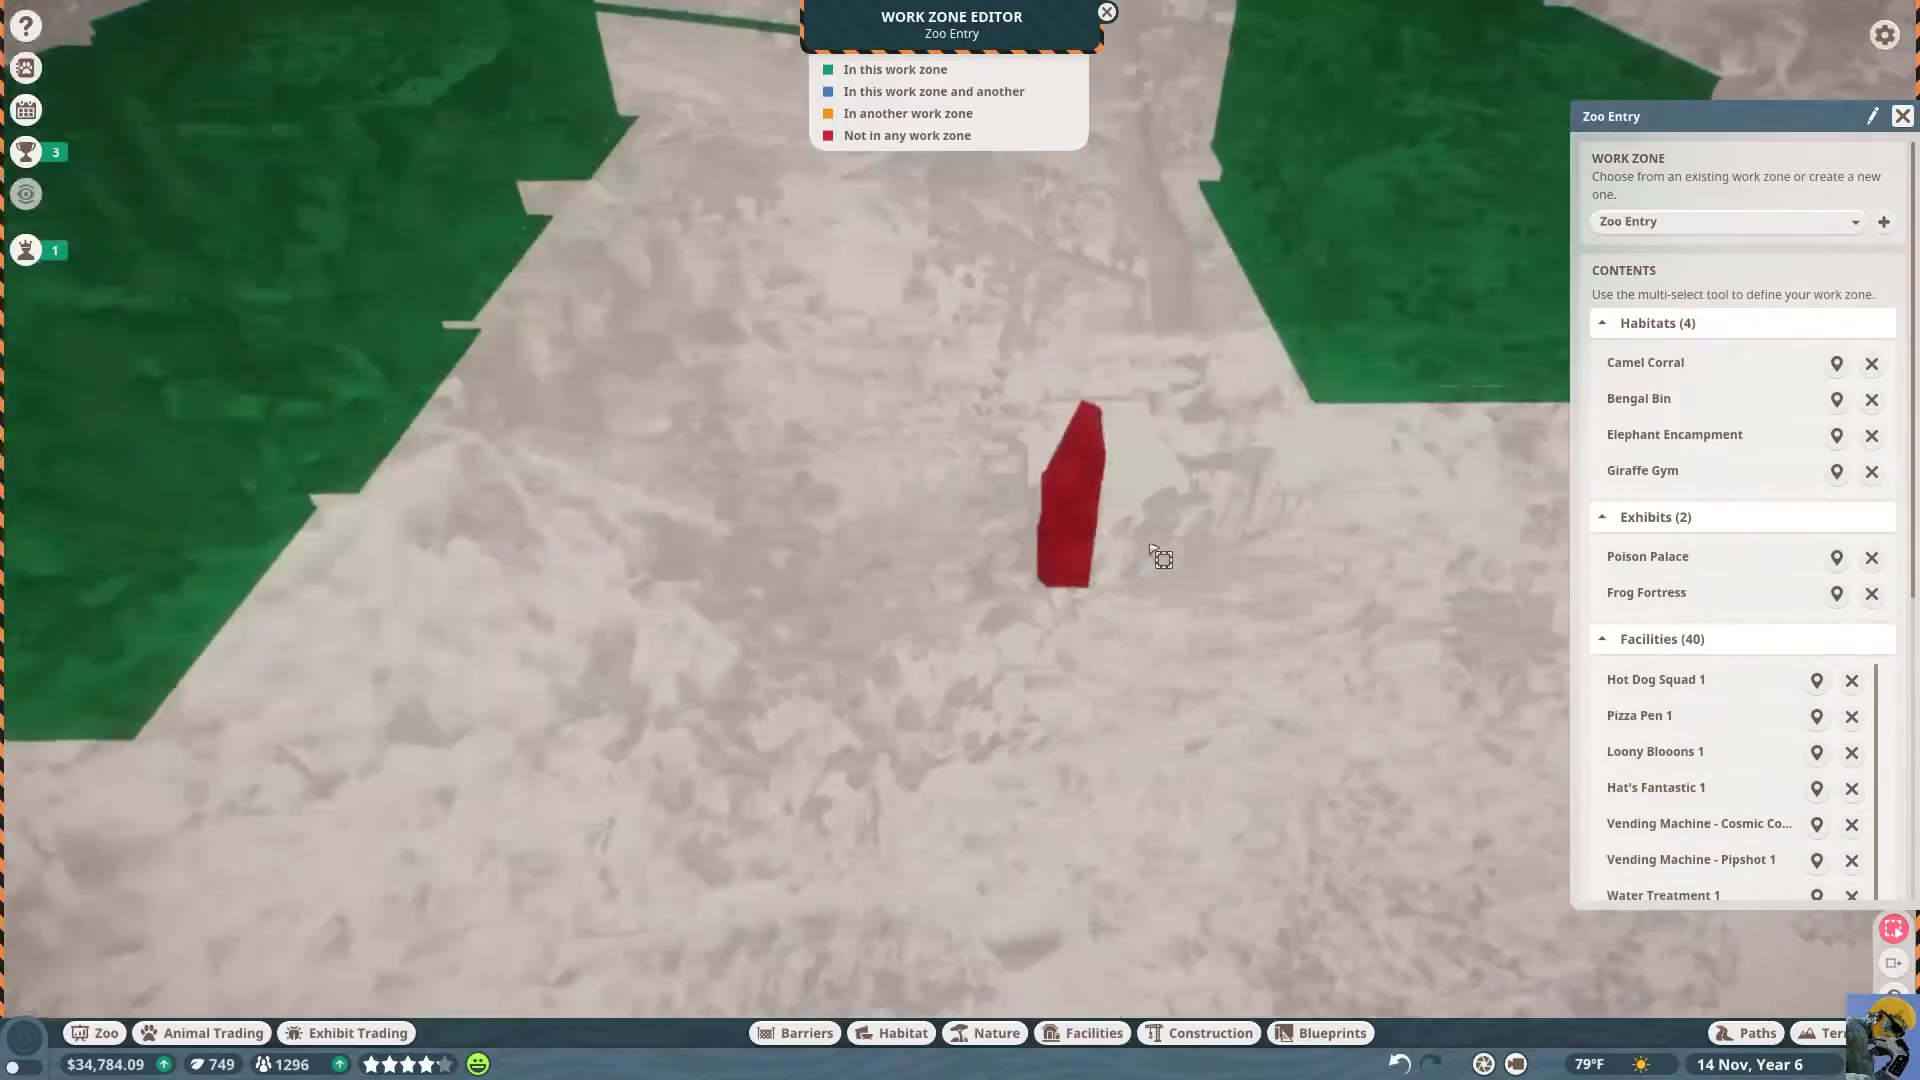 WORK ZONE EDITOR
Zoo Entry
In this work zone
In this work zone and another
In another work zone
Not in any work zone
?
3
1
Zoo Entry
WORK ZONE
Choose from an existing work zone or create a new
one.
Zoo Entry
CONTENTS
Use the multi-select tool to define your work zone.
Habitats (4)
Camel Corral
Bengal Bin
Elephant Encampment
Giraffe Gym
Exhibits (2)
Poison Palace
Frog Fortress
Facilities (40)
Hot Dog Squad 1
Pizza Pen 1
Loony Blooons 1
Hat's Fantastic 1
Vending Machine - Cosmic Co...
Vending Machine - Pipshot 1
Water Treatment 1
Zoo Animal Trading Exhibit Trading Barriers Habitat Nature Facilities Construction Blueprints Paths Terr
$34,784.09 749 1296 79°F 14 Nov, Year 6